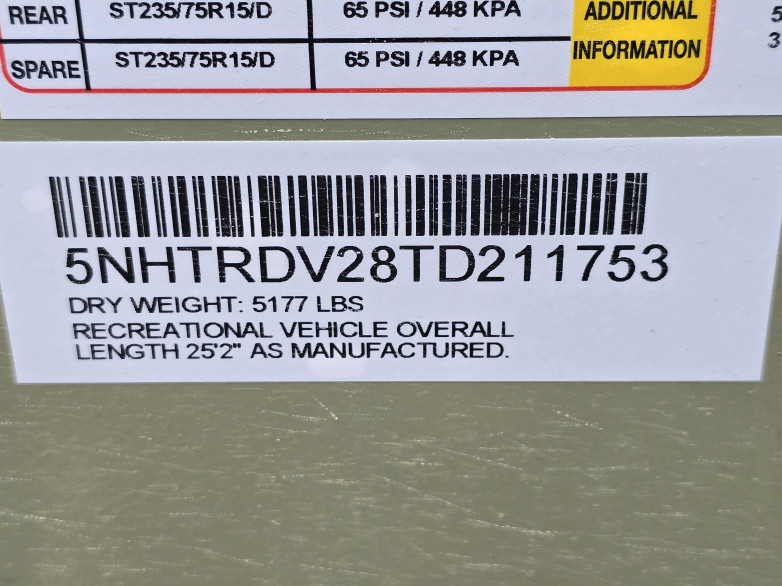 REAR ST235/75R15/D 65 PSI / 448 KPA ADDITIONAL
SPARE ST235/75R15/D 65 PSI / 448 KPA INFORMATION
5NHTRDV28TD211753
DRY WEIGHT: 5177 LBS
RECREATIONAL VEHICLE OVERALL
LENGTH 25'2" AS MANUFACTURED.